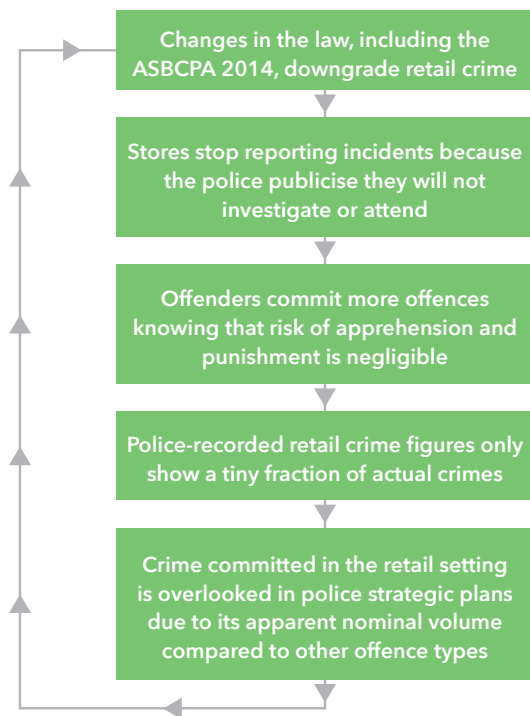 Changes in the law, including the
ASBCPA 2014, downgrade retail crime
Stores stop reporting incidents because
the police publicise they will not
investigate or attend
Offenders commit more offences
knowing that risk of apprehension and
punishment is negligible
Police-recorded retail crime figures only
show a tiny fraction of actual crimes
Crime committed in the retail setting
is overlooked in police strategic plans
due to its apparent nominal volume
compared to other offence types